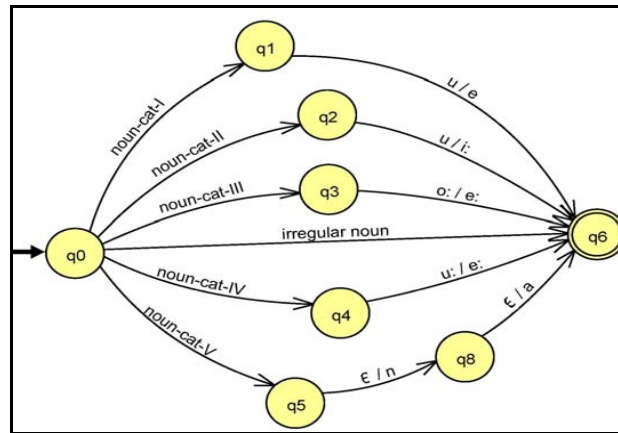 q1
u / e
noun-cat-I
q2
noun-cat-II
u / i:
q3
noun-cat-III
o: / e:
irregular noun
q0
q6
noun-cat-IV
u: / e:
q4
noun-cat-V
ε / a
q8
ε / n
q5